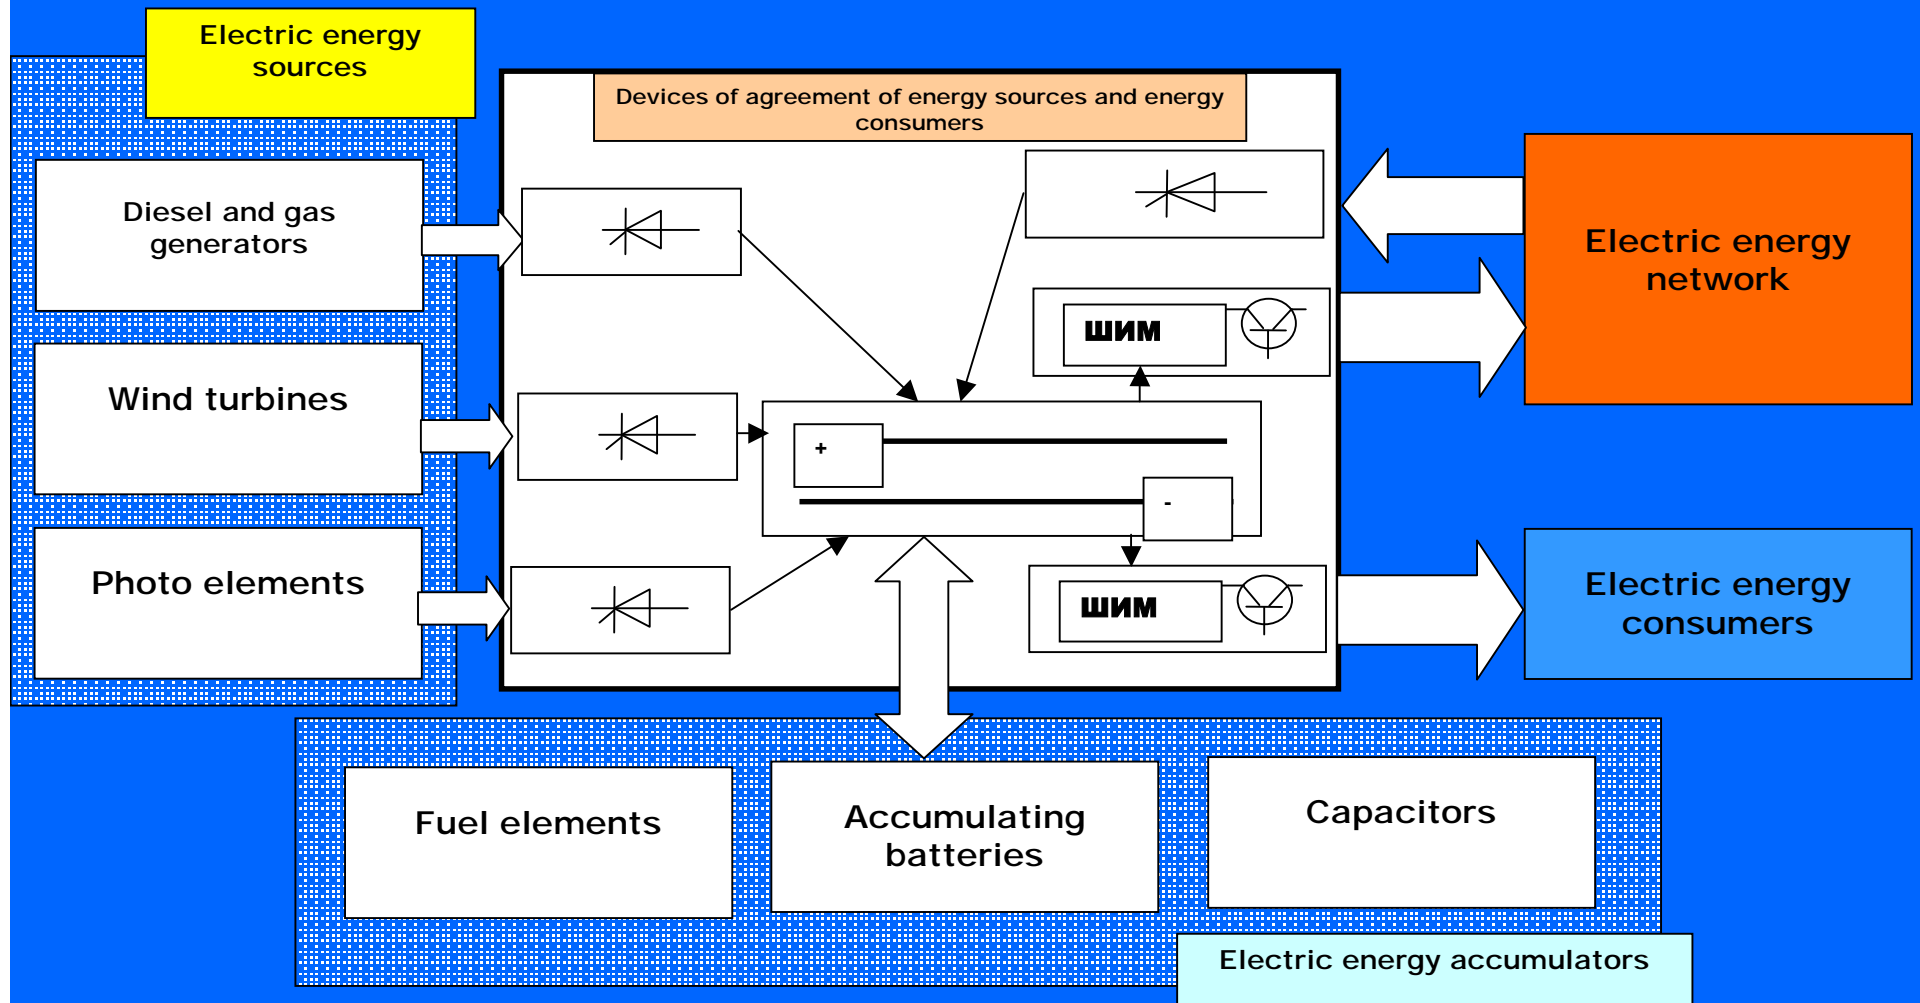 Electric energy
sources
Devices of agreement of energy sources and energy
consumers
Diesel and gas
generators
Electric energy
network
ШИМ
Wind turbines
+
-
Photo elements
ШИМ
Electric energy
consumers
Fuel elements
Accumulating
batteries
Capacitors
Electric energy accumulators